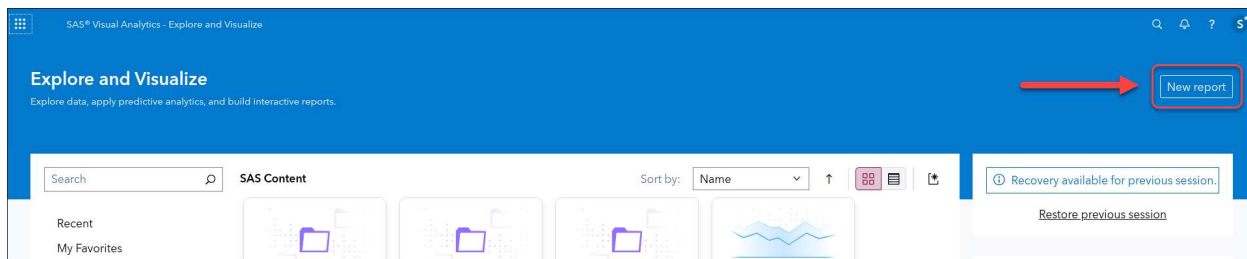 SAS® Visual Analytics - Explore and Visualize
? S
Explore and Visualize
Explore data, apply predictive analytics, and build interactive reports.
New report
Search
SAS Content
Sort by: Name
Recovery available for previous session.
Restore previous session
Recent
My Favorites